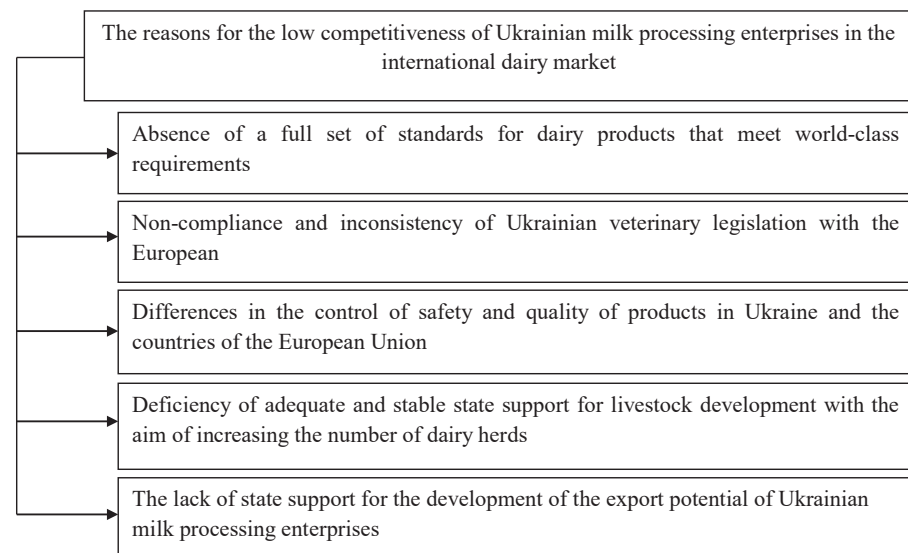 The reasons for the low competitiveness of Ukrainian milk processing enterprises in the
international dairy market
Absence of a full set of standards for dairy products that meet world-class
requirements
Non-compliance and inconsistency of Ukrainian veterinary legislation with the
European
Differences in the control of safety and quality of products in Ukraine and the
countries of the European Union
Deficiency of adequate and stable state support for livestock development with the
aim of increasing the number of dairy herds
The lack of state support for the development of the export potential of Ukrainian
milk processing enterprises